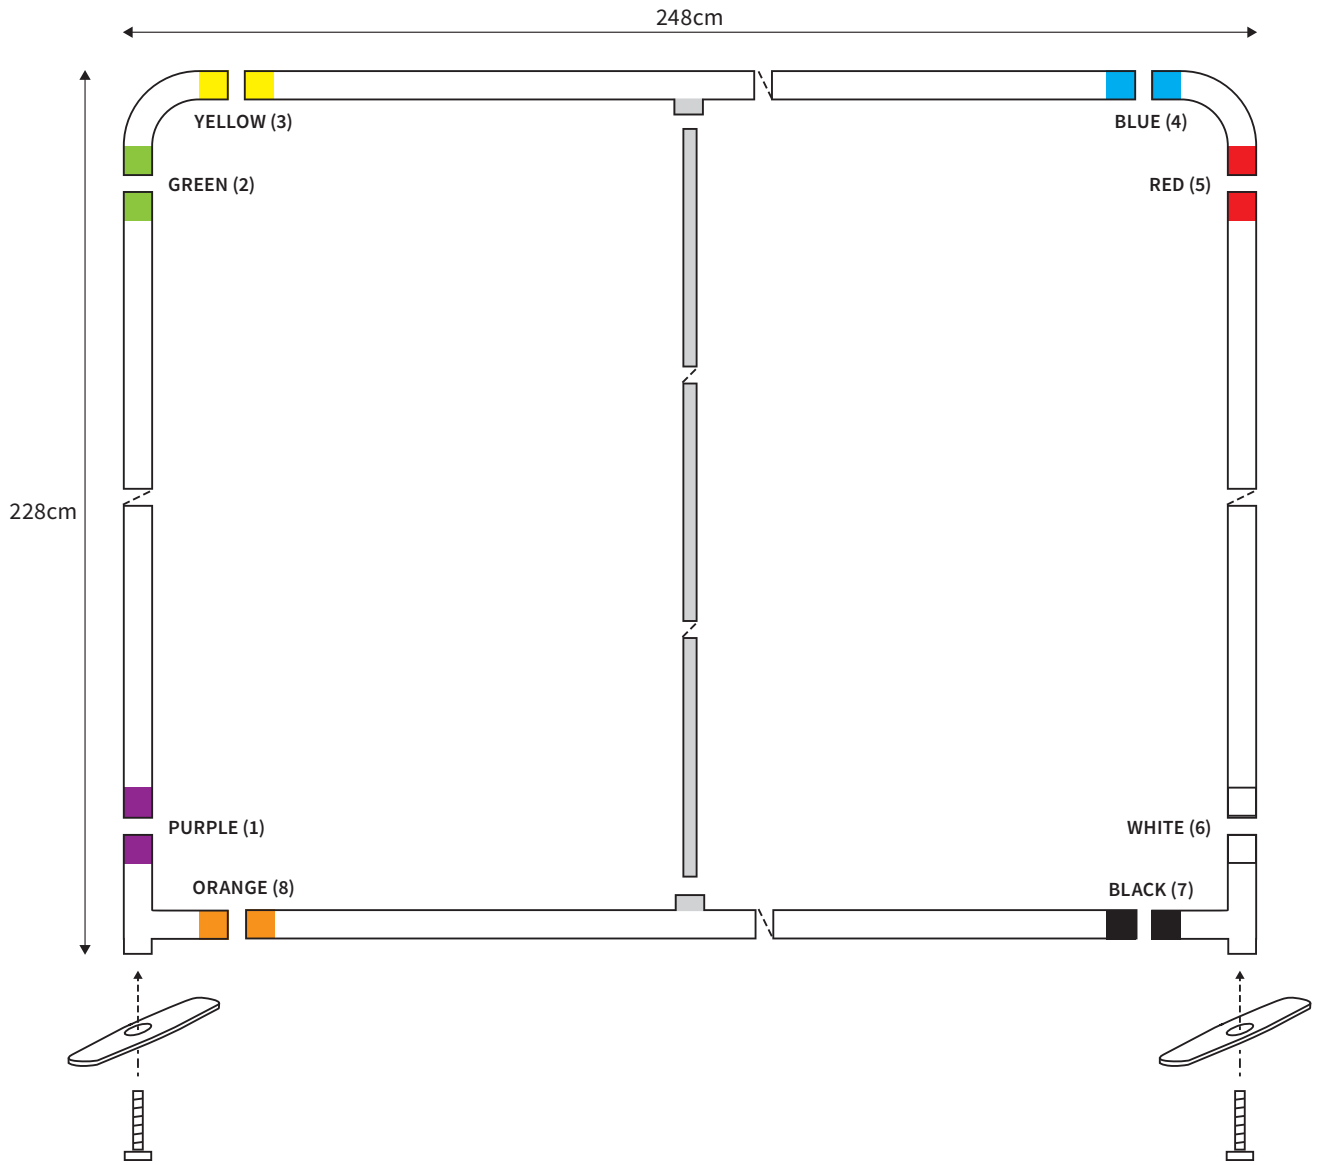 248cm
YELLOW (3)
BLUE (4)
GREEN (2)
RED (5)
228cm
PURPLE (1)
WHITE (6)
ORANGE (8)
BLACK (7)